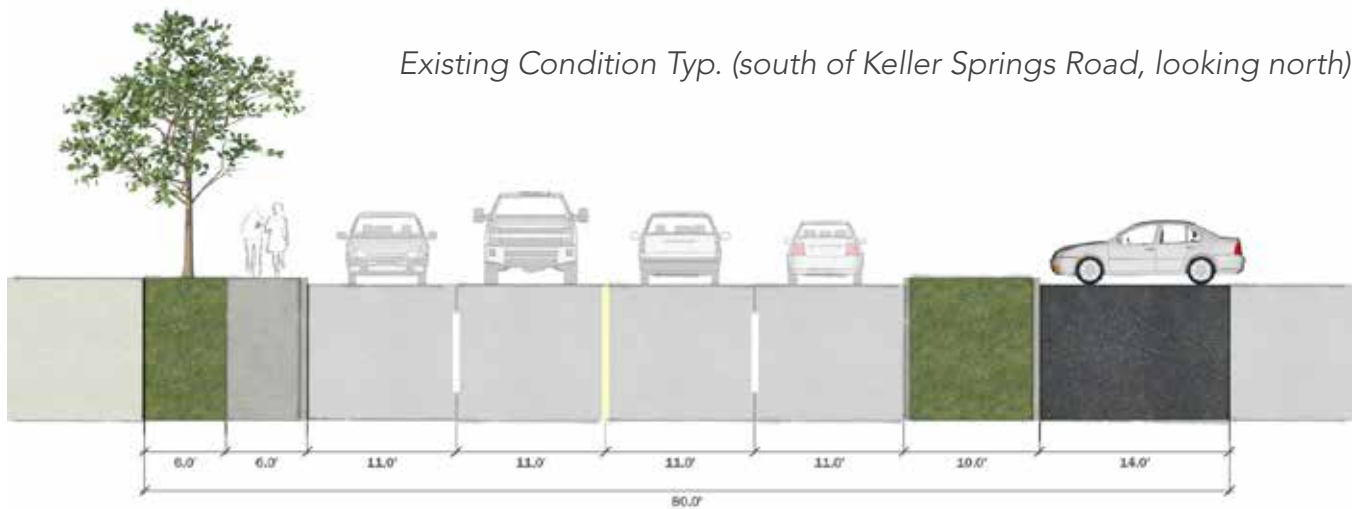 Existing Condition Typ. (south of Keller Springs Road, looking north)
6.0' 6.0' 11.0' 11.0' 11.0' 11.0' 10.0' 14.0'
80.0'